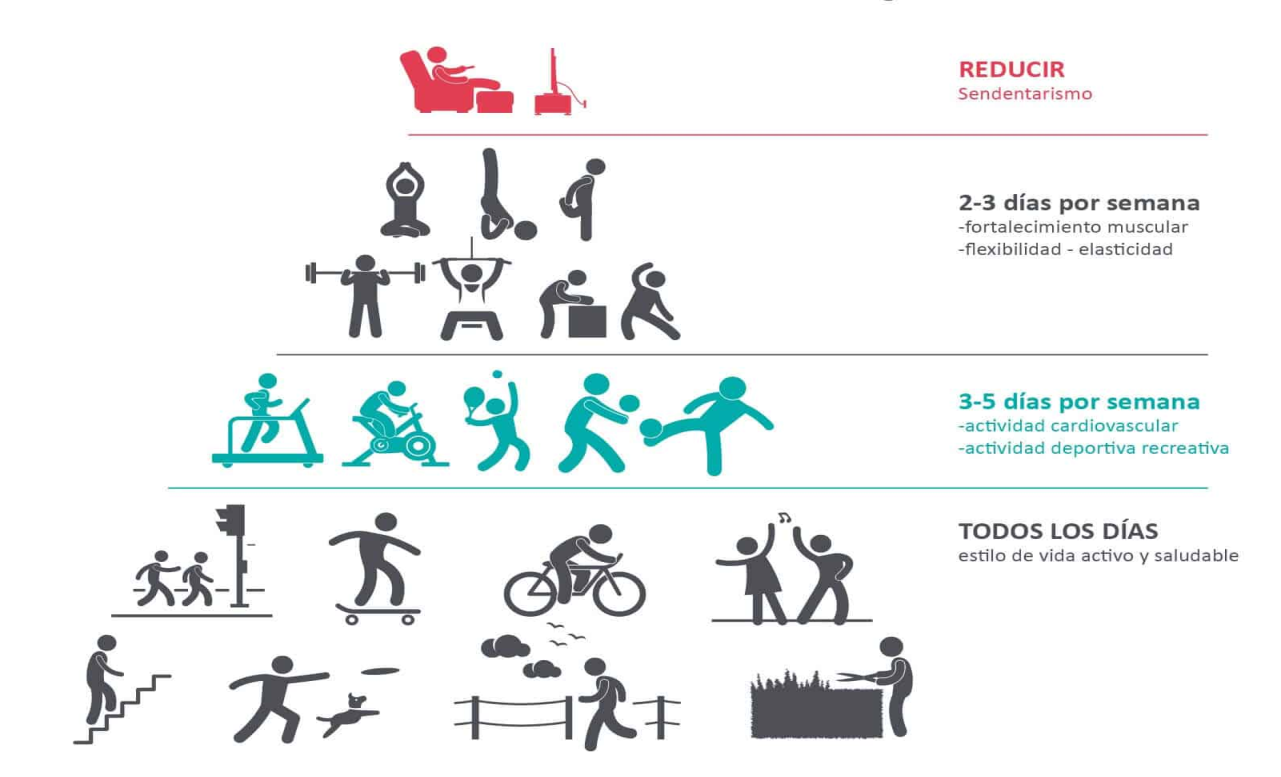 REDUCIR
Sendentarismo
2-3 días por semana
-fortalecimiento muscular
-flexibilidad - elasticidad
3-5 días por semana
-actividad cardiovascular
-actividad deportiva recreativa
TODOS LOS DÍAS
estilo de vida activo y saludable